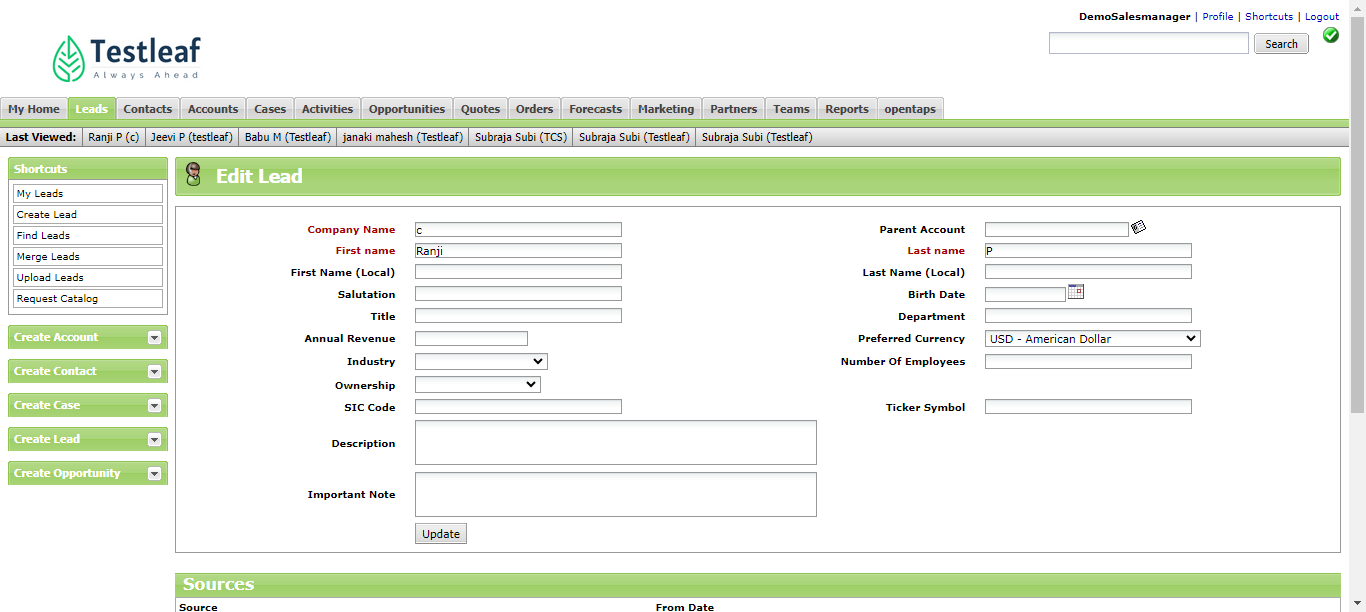 DemoSalesmanager | Profile | Shortcuts | Logout
Testleaf
Always Ahead
Search
My Home Leads Contacts Accounts Cases Activities Opportunities Quotes Orders Forecasts Marketing Partners Teams Reports opentaps
Last Viewed: Ranji P (c) Jeevi P (testleaf) Babu M (Testleaf) janaki mahesh (Testleaf) Subraja Subi (TCS) Subraja Subi (Testleaf) Subraja Subi (Testleaf)
Shortcuts
My Leads
Create Lead
Find Leads
Merge Leads
Upload Leads
Request Catalog
Create Account
Create Contact
Create Case
Create Lead
Create Opportunity
Edit Lead
Company Name c Parent Account
First name Ranji Last name P
First Name (Local) Last Name (Local)
Salutation Birth Date
Title Department
Annual Revenue Preferred Currency USD - American Dollar
Industry Number Of Employees
Ownership
SIC Code Ticker Symbol
Description
Important Note
Update
Sources
Source From Date